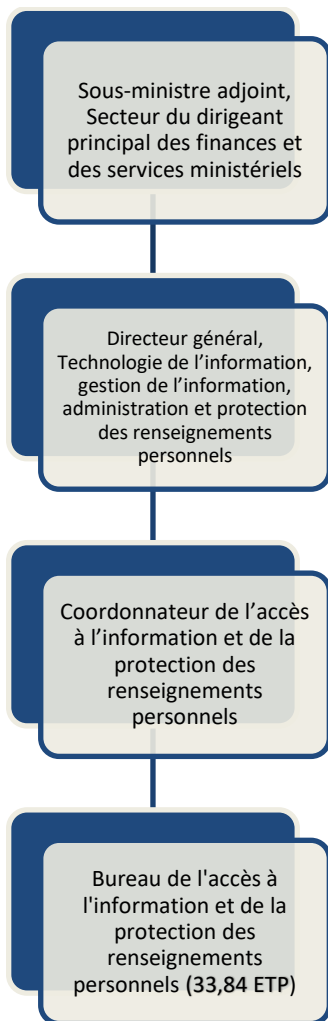 Sous-ministre adjoint,
Secteur du dirigeant
principal des finances et
des services ministériels
Directeur général,
Technologie de l’information,
gestion de l’information,
administration et protection
des renseignements
personnels
Coordonnateur de l’accès
à l’information et de la
protection des
renseignements
personnels
Bureau de l'accès à
l'information et de la
protection des
renseignements
personnels (33,84 ETP)